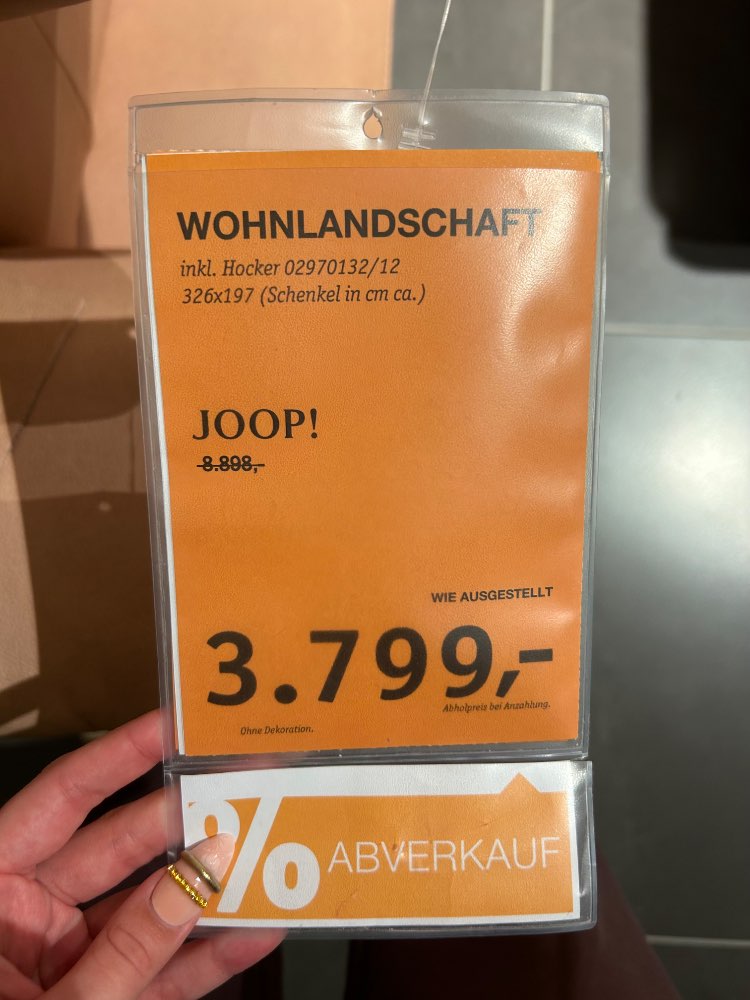 WOHNLANDSCHAFT
inkl. Hocker 02970132/12
326x197 (Schenkel in cm ca.)
JOOP!
8.898,-
WIE AUSGESTELLT
3.799,-
Abholpreis bei Anzahlung.
Ohne Dekoration.
% ABVERKAUF